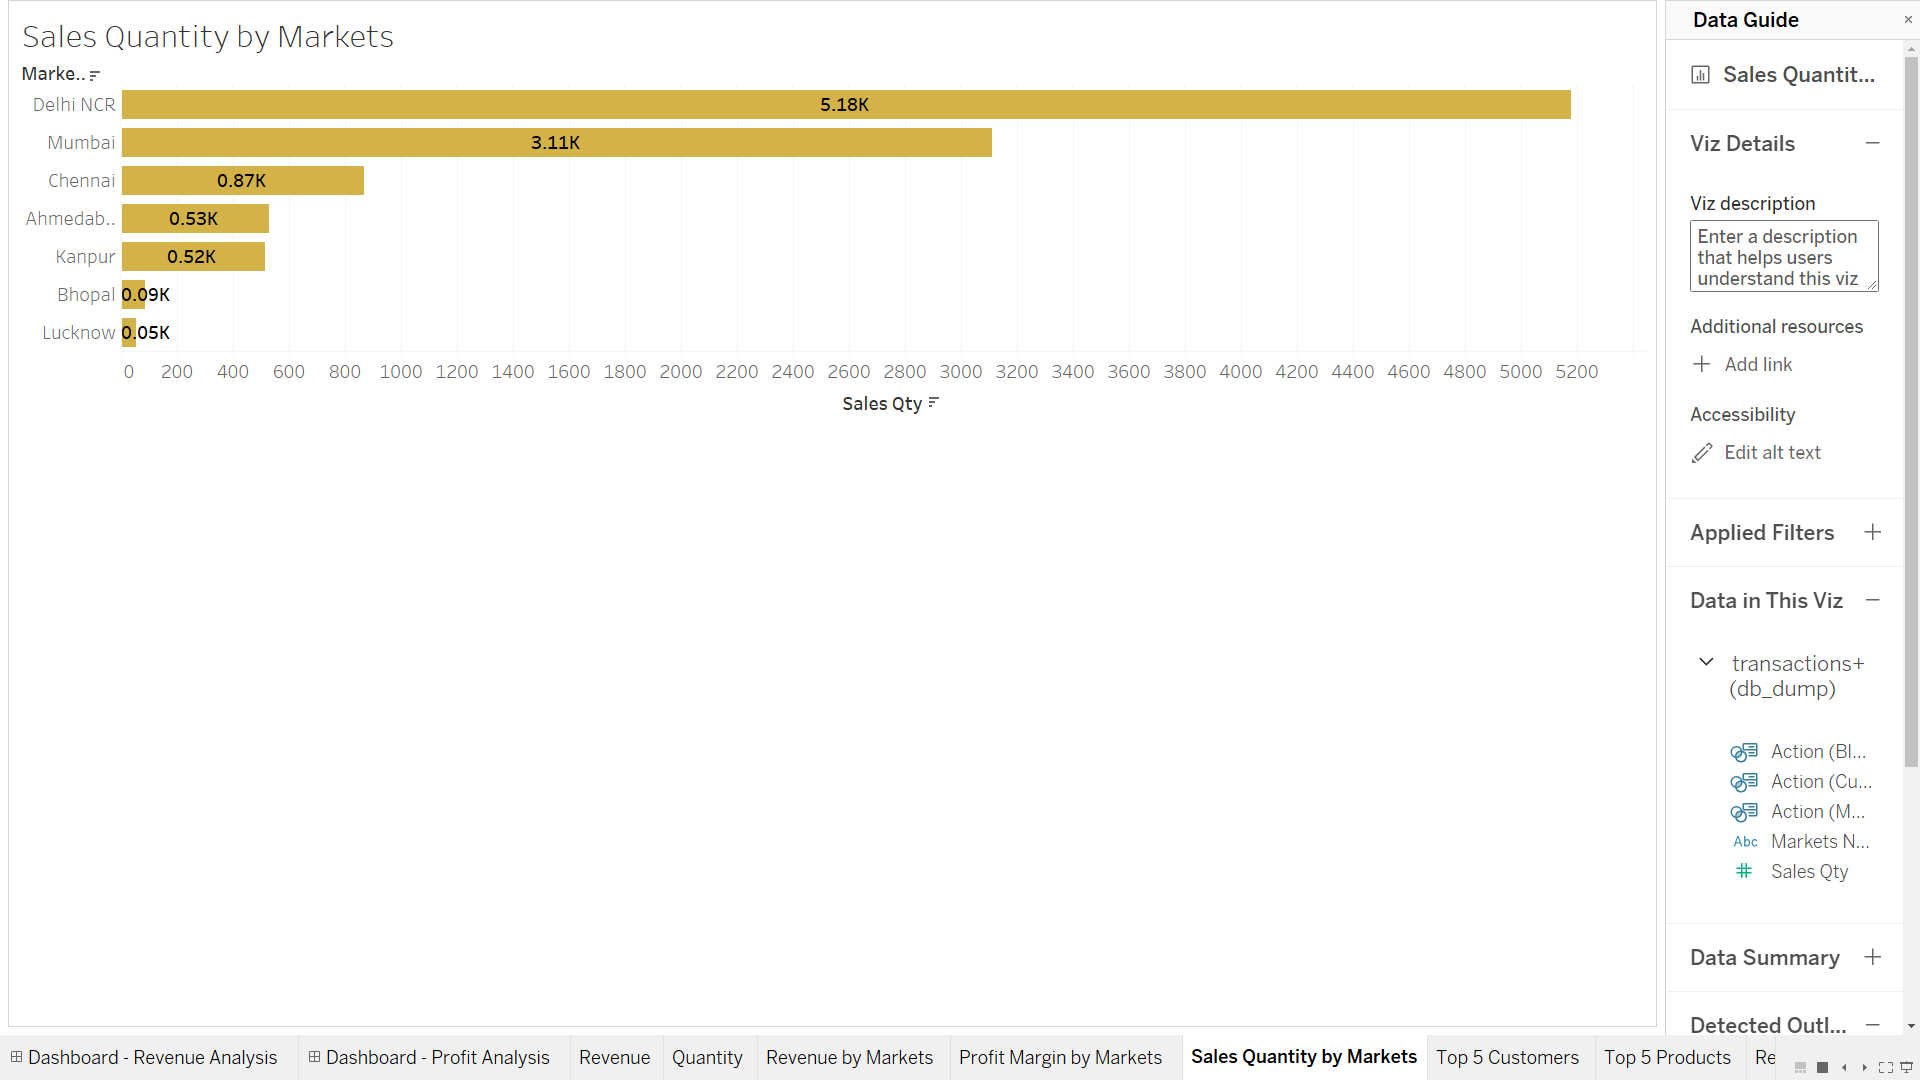 Sales Quantity by Markets
Marke..
Delhi NCR 5.18K
Mumbai 3.11K
Chennai 0.87K
Ahmedab.. 0.53K
Kanpur 0.52K
Bhopal 0.09K
Lucknow 0.05K
0 200 400 600 800 1000 1200 1400 1600 1800 2000 2200 2400 2600 2800 3000 3200 3400 3600 3800 4000 4200 4400 4600 4800 5000 5200
Sales Qty
Data Guide
Sales Quantit...
Viz Details
Viz description
Enter a description
that helps users
understand this viz
Additional resources
Add link
Accessibility
Edit alt text
Applied Filters
Data in This Viz
transactions+
(db_dump)
Action (Bl...
Action (Cu...
Action (M...
Abc Markets N...
# Sales Qty
Data Summary
Detected Outl...
Dashboard - Revenue Analysis Dashboard - Profit Analysis Revenue Quantity Revenue by Markets Profit Margin by Markets Sales Quantity by Markets Top 5 Customers Top 5 Products Re